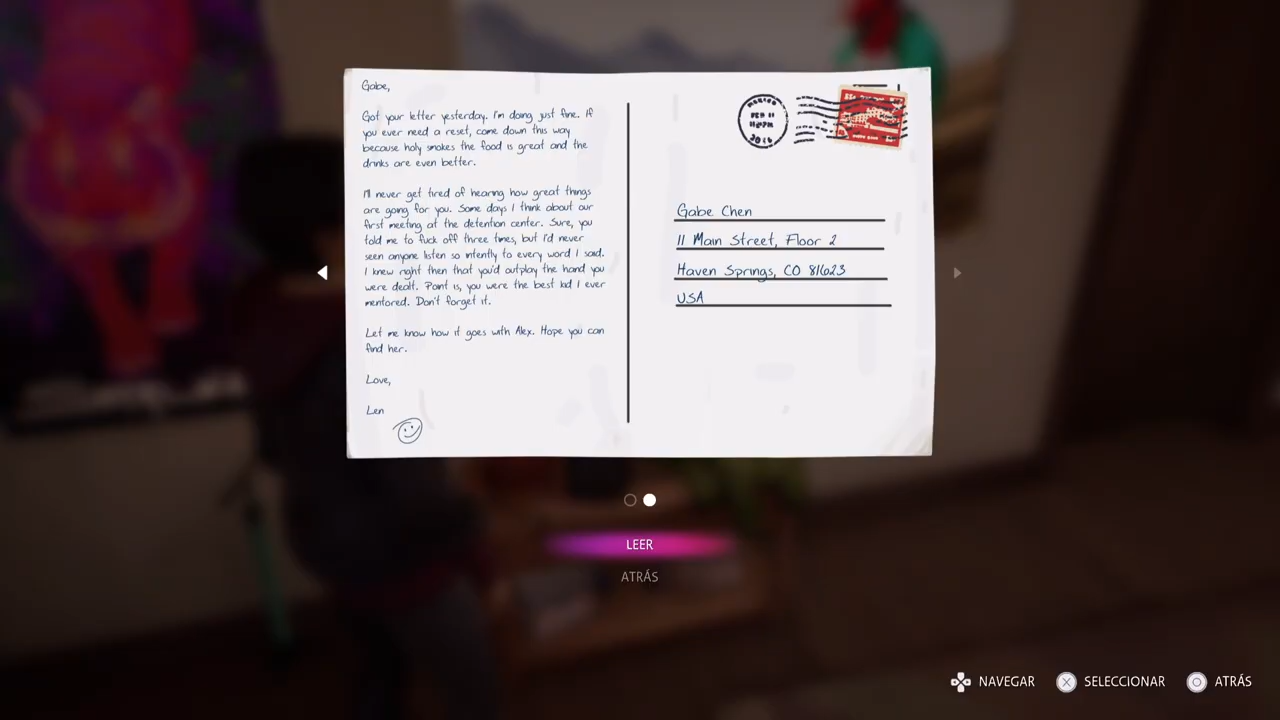 Gabe,
Got your letter yesterday. I'm doing just fine. If
you ever need a reset, come down this way
because holy smokes the food is great and the
drinks are even better.
I'll never get tired of hearing how great things
are going for you. Some days I think about our
first meeting at the detention center. Sure, you
told me to fuck off three times, but I'd never
seen anyone listen so intently to every word I said.
I knew right then that you'd outplay the hand you
were dealt. Point is, you were the best kid I ever
mentored. Don't forget it.
Let me know how it goes with Alex. Hope you can
find her.
Love,
Len
MEXICO
FEB 11
Gabe Chen
11 Main Street, Floor 2
Haven Springs, CO 81623
USA
LEER
ATRÁS
NAVEGAR
SELECCIONAR
ATRÁS